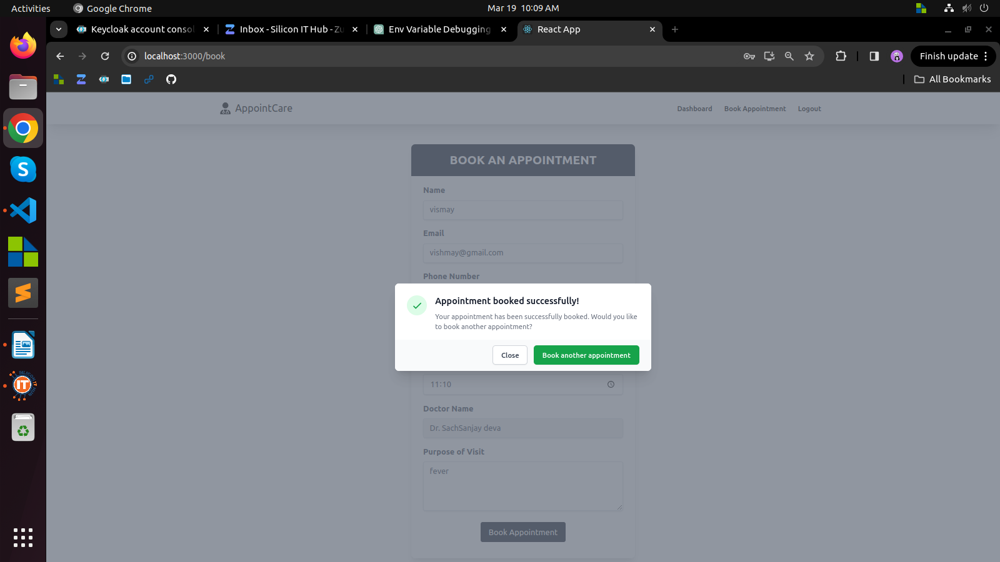 Activities
Google Chrome
Mar 19 10:09 AM
Keycloak account consol
Inbox - Silicon IT Hub - Zu
Env Variable Debugging
React App
localhost:3000/book
Finish update
All Bookmarks
AppointCare
Dashboard
Book Appointment
Logout
BOOK AN APPOINTMENT
Name
vismay
Email
vishmay@gmail.com
Phone Number
Appointment booked successfully!
Your appointment has been successfully booked. Would you like
to book another appointment?
Close
Book another appointment
11:10
Doctor Name
Dr. SachSanjay deva
Purpose of Visit
fever
Book Appointment
S
IT